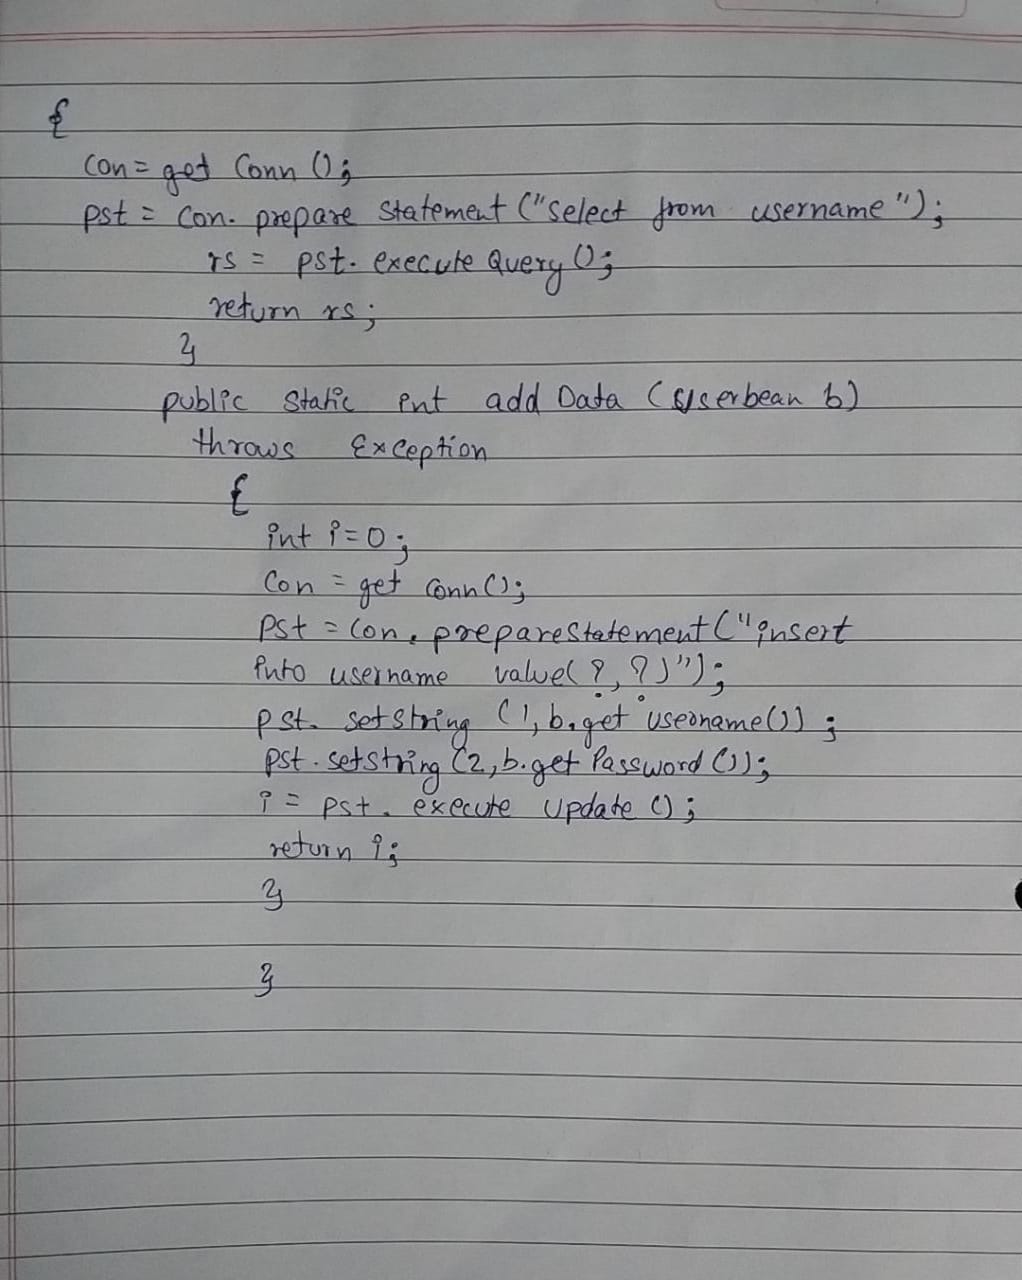 {
con = get Conn ();
pst = con. prepare statement ("select from username");
rs = pst. execute Query ();
return rs;
}
public static int add Data (Userbean b)
throws Exception
{
int i=0;
Con = get conn();
Pst = con. preparestatement ("insert
into username value( ?, ?)");
pst. setstring (1, b.get username());
pst. setstring (2, b.get Password ());
i = pst. execute update ();
return i;
}
}